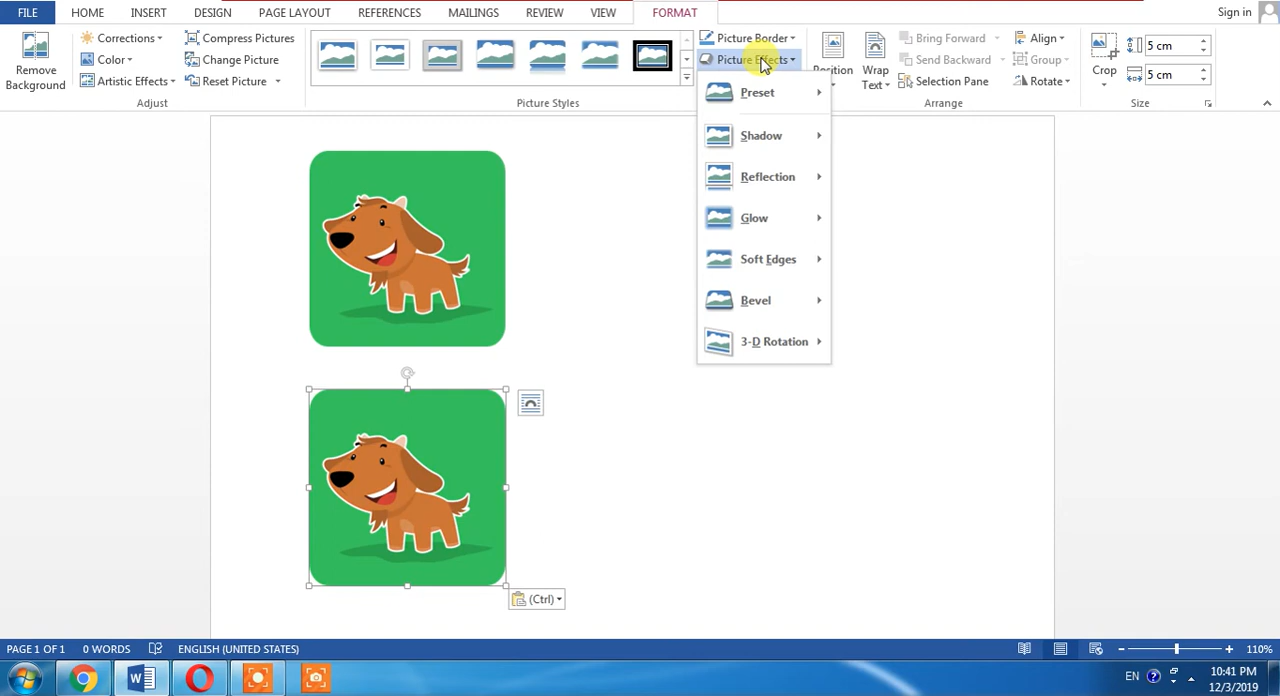 FILE HOME INSERT DESIGN PAGE LAYOUT REFERENCES MAILINGS REVIEW VIEW FORMAT Sign in
Remove Background
Corrections
Color
Artistic Effects
Compress Pictures
Change Picture
Reset Picture
Adjust
Picture Styles
Picture Border
Picture Effects
Position
Wrap Text
Bring Forward
Send Backward
Selection Pane
Align
Group
Rotate
Arrange
Crop
5 cm
5 cm
Size
Preset
Shadow
Reflection
Glow
Soft Edges
Bevel
3-D Rotation
(Ctrl)
PAGE 1 OF 1 0 WORDS ENGLISH (UNITED STATES) 110%
EN 10:41 PM
12/3/2019